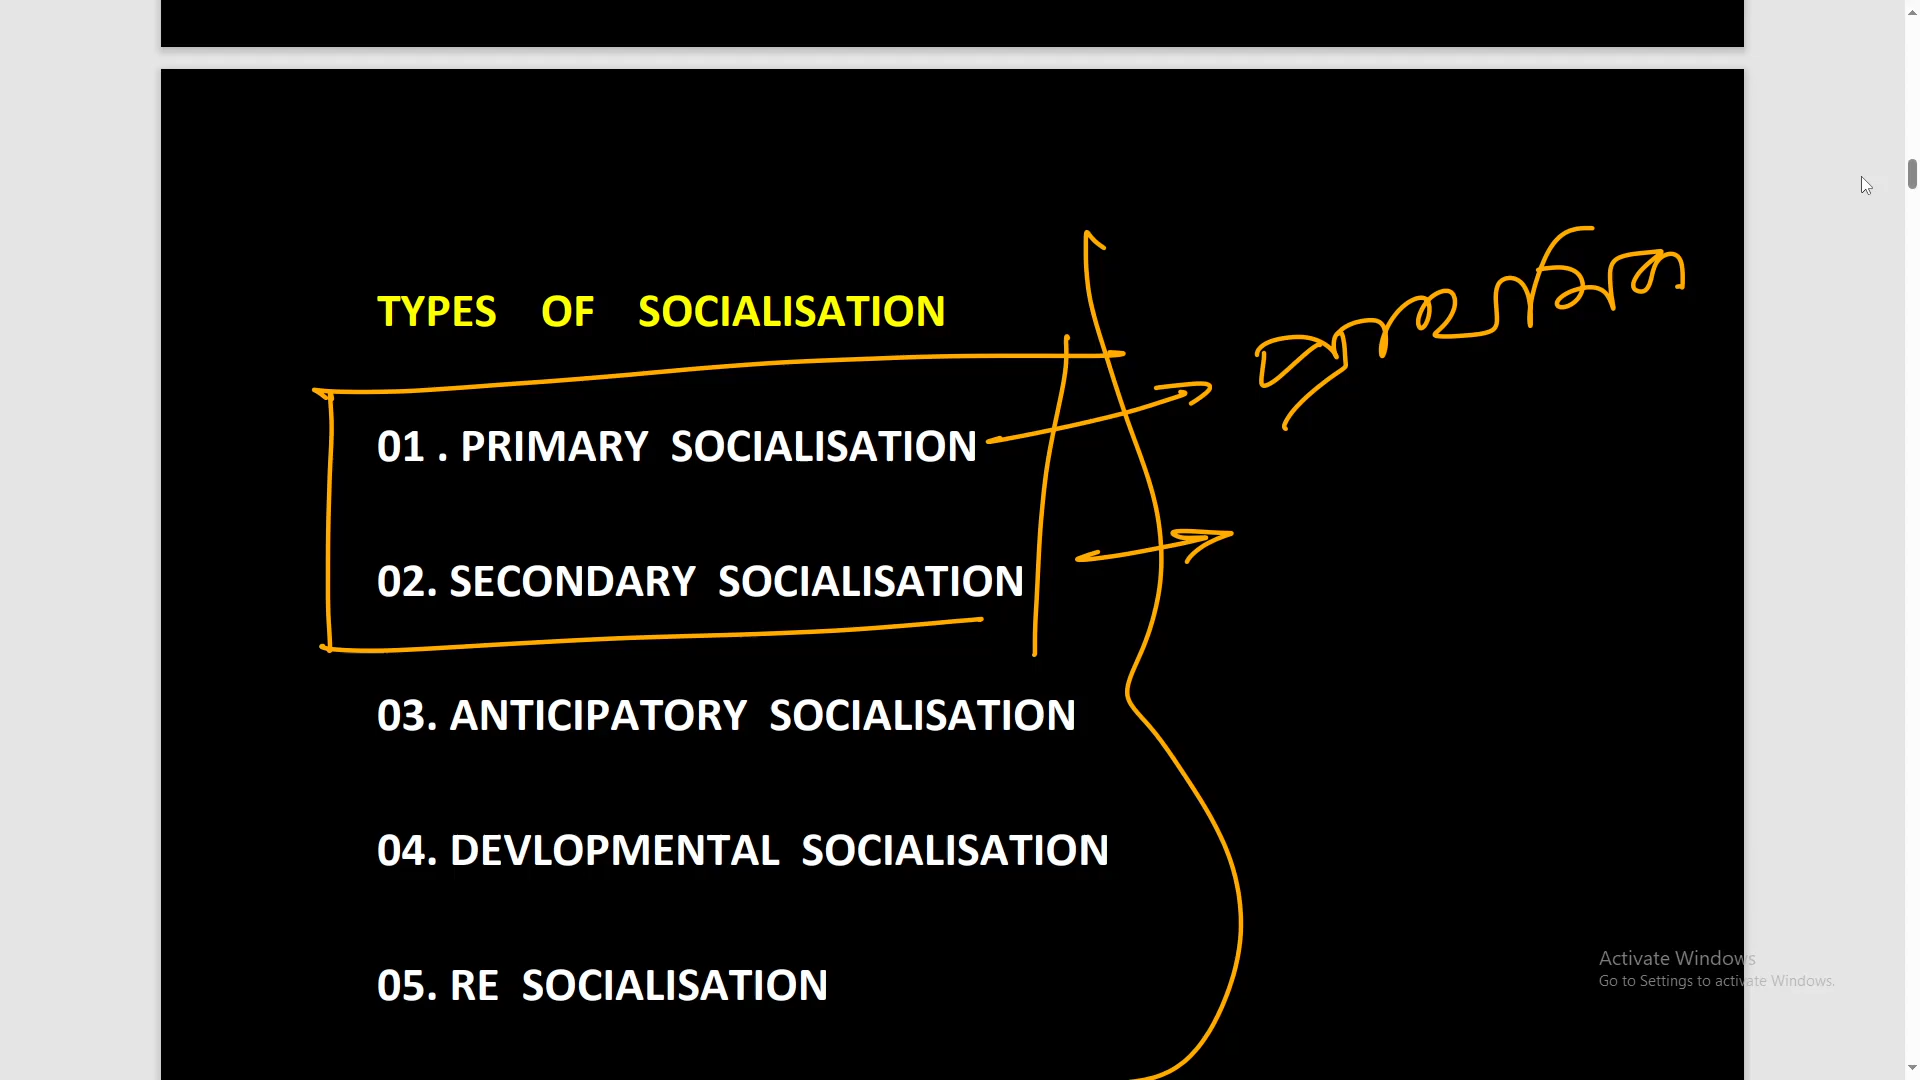 TYPES OF SOCIALISATION
01 . PRIMARY SOCIALISATION
02. SECONDARY SOCIALISATION
03. ANTICIPATORY SOCIALISATION
04. DEVLOPMENTAL SOCIALISATION
05. RE SOCIALISATION
Activate Windows
Go to Settings to activate Windows.